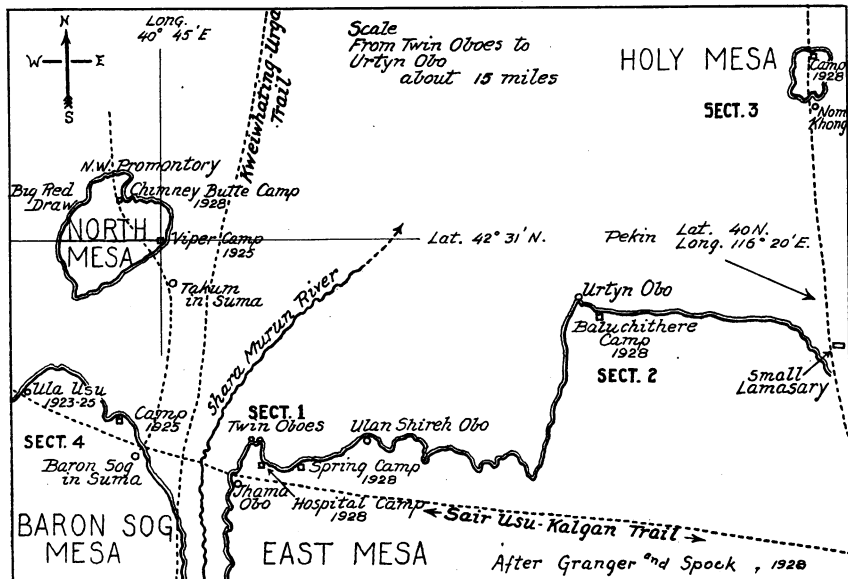 N
W
E
S
Long.
40° 45'E
Kweiwhating-Urga
Trail
Scale
From Twin Oboes to
Urtyn Obo
about 15 miles
HOLY MESA
SECT. 3
Camp
1928
Nom
Khong
N.W. Promontory
Big Red
Draw
Chimney Butte Camp
1928
NORTH
MESA
Viper Camp
1925
Lat. 42° 31' N.
Pekin
Lat. 40 N.
Long. 116° 20'E.
Takum
in Suma
Shara Murun River
Urtyn Obo
Baluchithere
Camp
1928
SECT. 2
Small
Lamasary
Ula Usu
1923-25
Camp
1925
SECT. 4
Baron Sog
in Suma
SECT. 1
Twin Oboes
Ulan Shireh Obo
Spring Camp
1928
Jhama
Obo
Hospital Camp
1928
Sair Usu-Kalgan Trail
BARON SOG
MESA
EAST MESA
After Granger and Spock, 1928